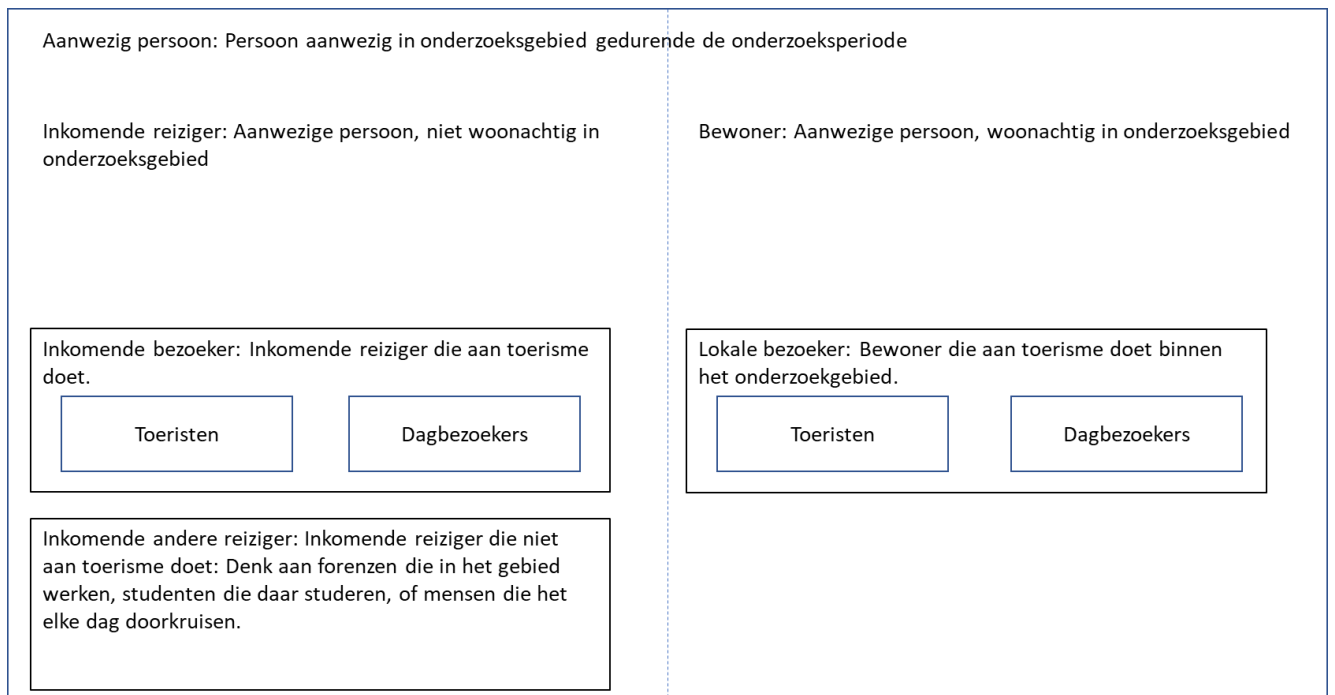 Aanwezig persoon: Persoon aanwezig in onderzoeksgebied gedurende de onderzoeksperiode
Inkomende reiziger: Aanwezige persoon, niet woonachtig in
onderzoeksgebied
Bewoner: Aanwezige persoon, woonachtig in onderzoeksgebied
Inkomende bezoeker: Inkomende reiziger die aan toerisme
doet.
Toeristen
Dagbezoekers
Lokale bezoeker: Bewoner die aan toerisme doet binnen
het onderzoekgebied.
Toeristen
Dagbezoekers
Inkomende andere reiziger: Inkomende reiziger die niet
aan toerisme doet: Denk aan forenzen die in het gebied
werken, studenten die daar studeren, of mensen die het
elke dag doorkruisen.